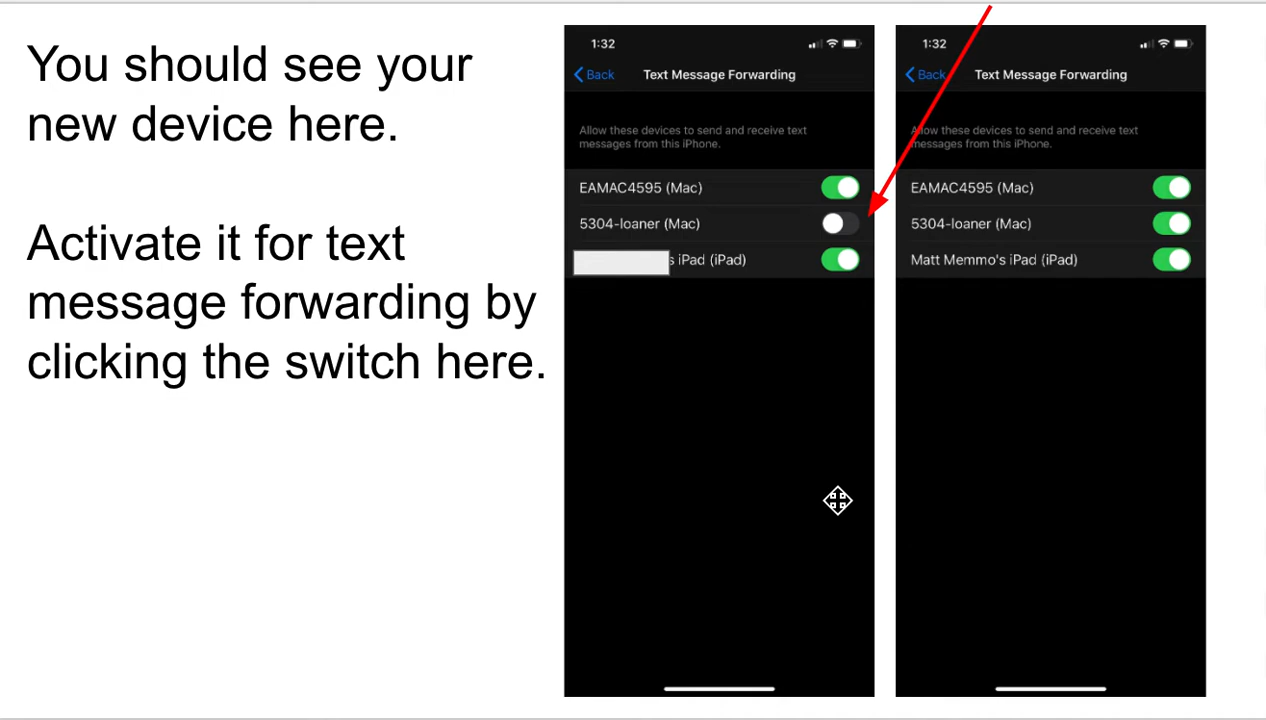 You should see your
new device here.
Activate it for text
message forwarding by
clicking the switch here.
1:32
Back
Text Message Forwarding
Allow these devices to send and receive text
messages from this iPhone.
EAMAC4595 (Mac)
5304-loaner (Mac)
s iPad (iPad)
1:32
Back
Text Message Forwarding
Allow these devices to send and receive text
messages from this iPhone.
EAMAC4595 (Mac)
5304-loaner (Mac)
Matt Memmo's iPad (iPad)